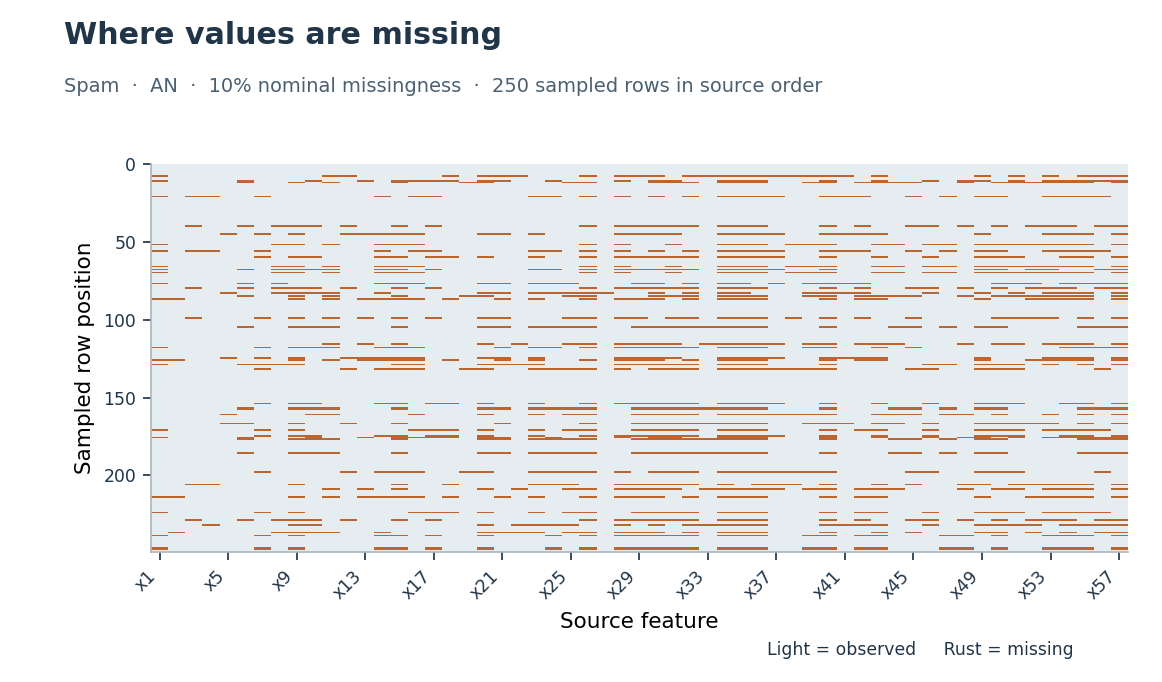 Where values are missing
Spam · AN · 10% nominal missingness · 250 sampled rows in source order
0
50
100
150
200
Sampled row position
x1 x5 x9 x13 x17 x21 x25 x29 x33 x37 x41 x45 x49 x53 x57
Source feature
Light = observed Rust = missing